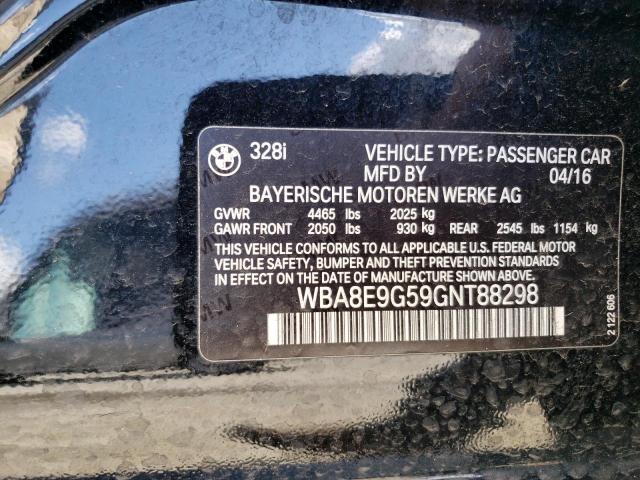 328i VEHICLE TYPE: PASSENGER CAR
MFD BY 04/16
BAYERISCHE MOTOREN WERKE AG
GVWR 4465 lbs 2025 kg
GAWR FRONT 2050 lbs 930 kg REAR 2545 lbs 1154 kg
THIS VEHICLE CONFORMS TO ALL APPLICABLE U.S. FEDERAL MOTOR
VEHICLE SAFETY, BUMPER AND THEFT PREVENTION STANDARDS
IN EFFECT ON THE DATE OF MANUFACTURE SHOWN ABOVE.
WBA8E9G59GNT88298
2 122 606